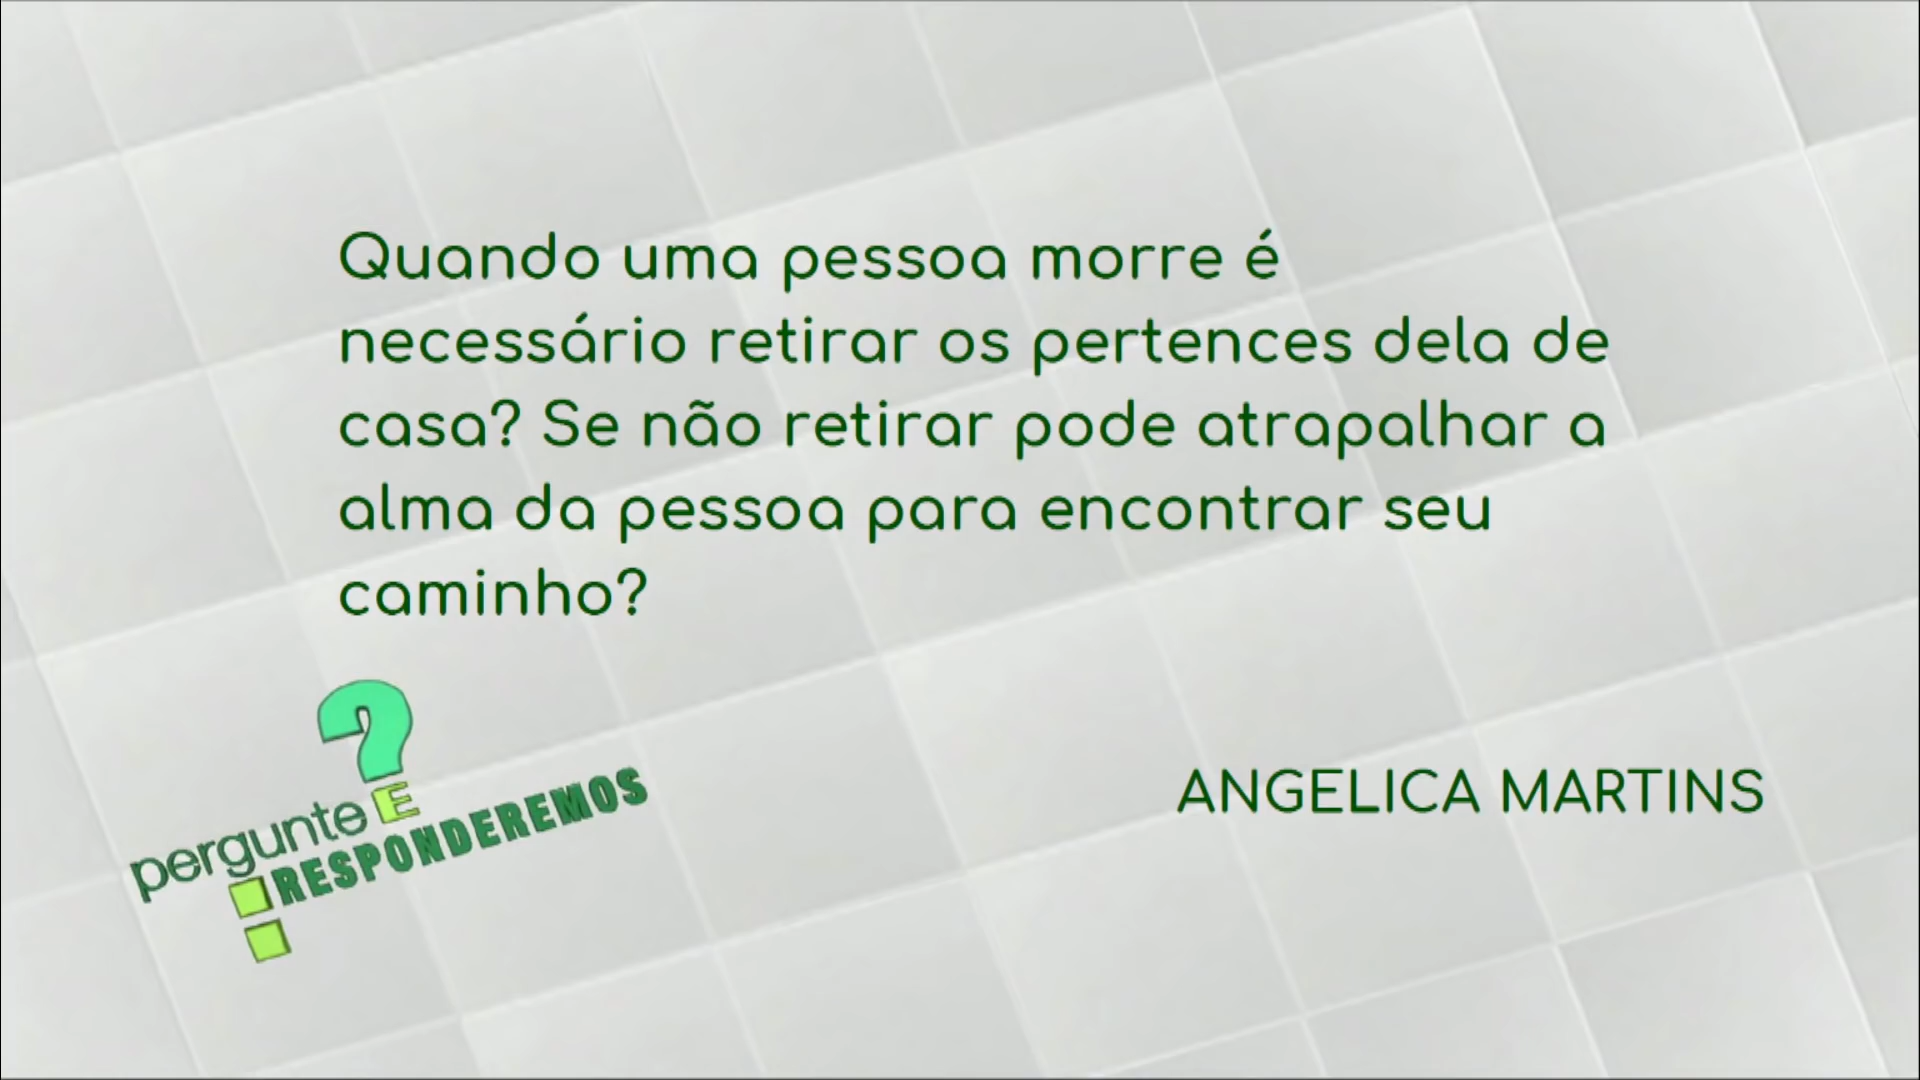 Quando uma pessoa morre é
necessário retirar os pertences dela de
casa? Se não retirar pode atrapalhar a
alma da pessoa para encontrar seu
caminho?
?
pergunte E
! RESPONDEREMOS
ANGELICA MARTINS